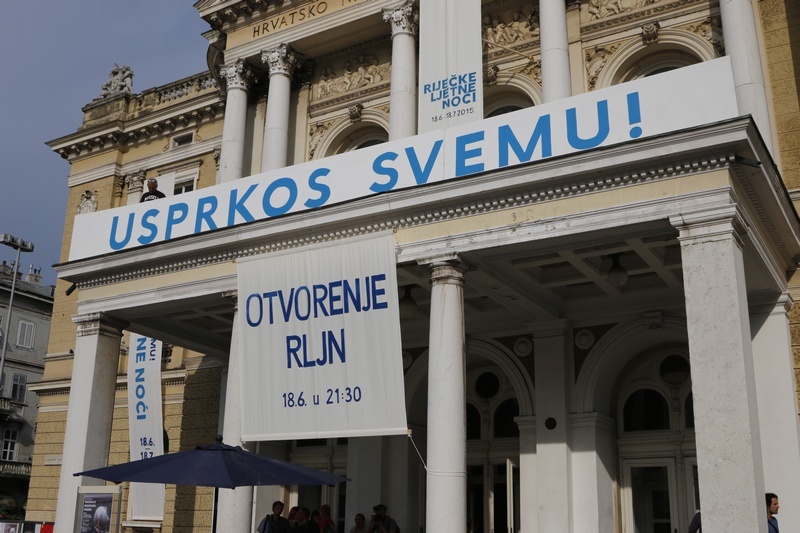 HRVATSKO
RIJEČKE
LJETNE
NOĆI
18.6.-18.7.2015
USPRKOS SVEMU!
OTVORENJE
RLJN
18.6. u 21:30
MU!
NE NOĆI
18.6.
18.7.